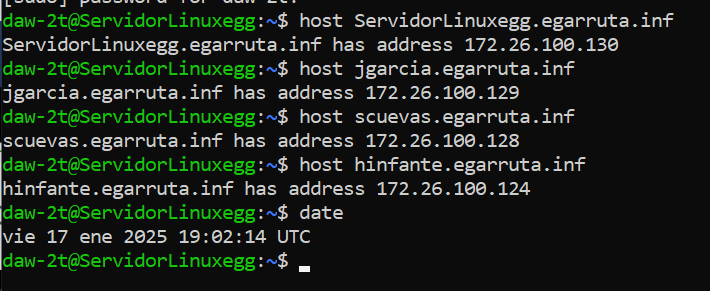 [sudo] password for daw-2t:
daw-2t@ServidorLinuxegg:~$ host ServidorLinuxegg.egarruta.inf
ServidorLinuxegg.egarruta.inf has address 172.26.100.130
daw-2t@ServidorLinuxegg:~$ host jgarcia.egarruta.inf
jgarcia.egarruta.inf has address 172.26.100.129
daw-2t@ServidorLinuxegg:~$ host scuevas.egarruta.inf
scuevas.egarruta.inf has address 172.26.100.128
daw-2t@ServidorLinuxegg:~$ host hinfante.egarruta.inf
hinfante.egarruta.inf has address 172.26.100.124
daw-2t@ServidorLinuxegg:~$ date
vie 17 ene 2025 19:02:14 UTC
daw-2t@ServidorLinuxegg:~$